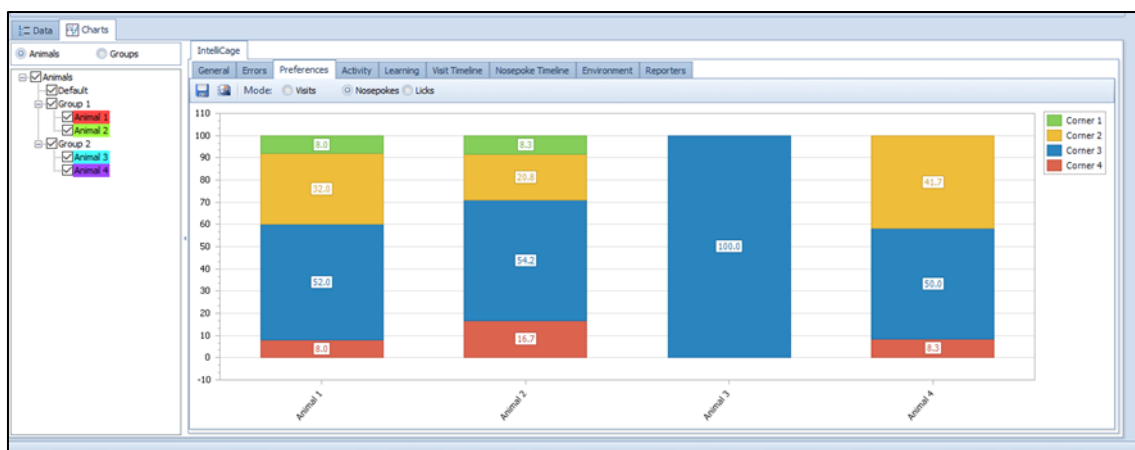 Data Charts
Animals Groups
Animals
Default
Group 1
Animal 1
Animal 2
Group 2
Animal 3
Animal 4
IntelliCage
General Errors Preferences Activity Learning Visit Timeline Nosepoke Timeline Environment Reporters
Mode: Visits Nosepokes Licks
110
100
90
80
70
60
50
40
30
20
10
0
-10
8.0
32.0
52.0
8.0
8.3
20.8
54.2
16.7
100.0
41.7
50.0
8.3
Animal 1
Animal 2
Animal 3
Animal 4
Corner 1
Corner 2
Corner 3
Corner 4